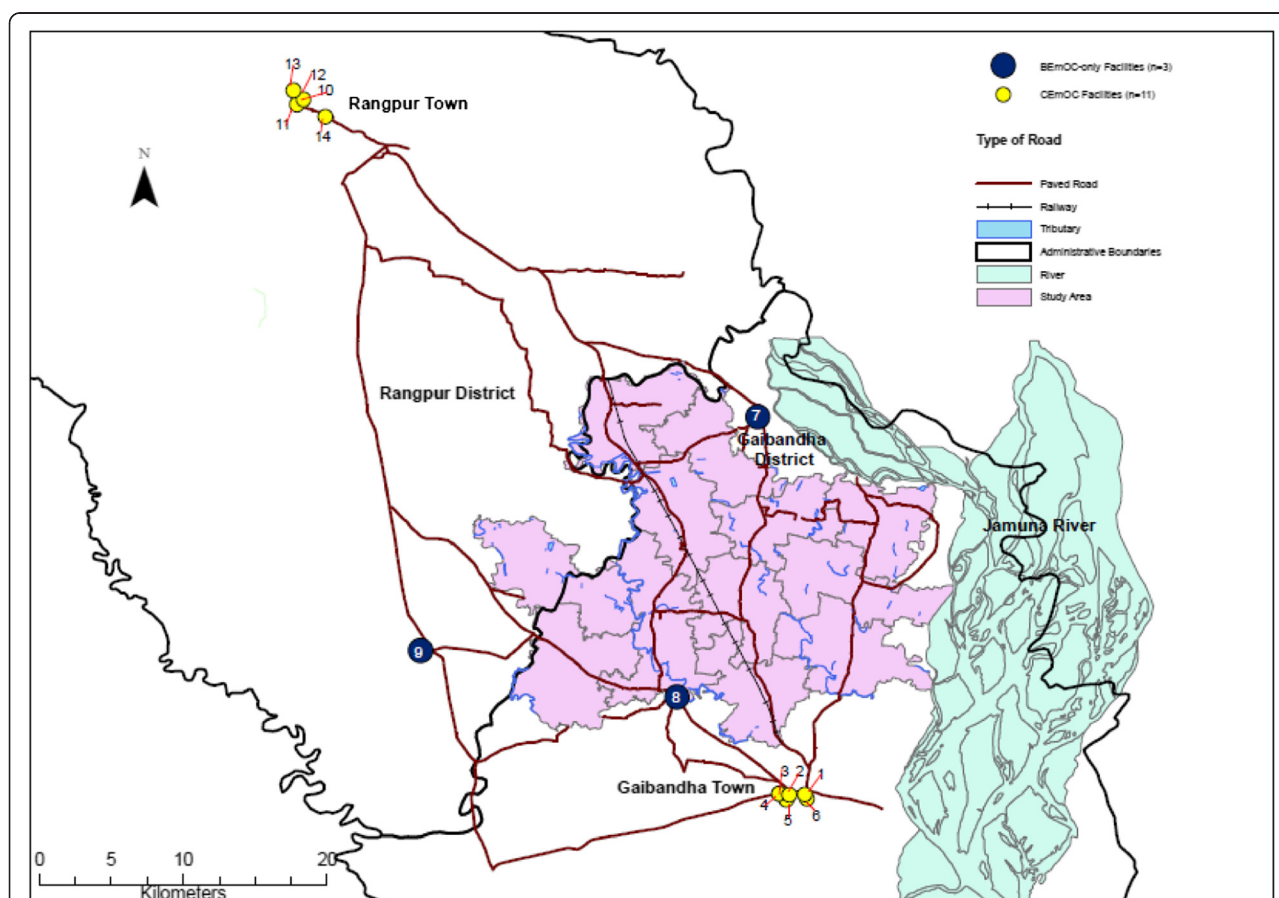 13
12
10
Rangpur Town
11
14
N
BEmOC-only Facilities (n=3)
CEmOC Facilities (n=11)
Type of Road
Paved Road
Railway
Tributary
Administrative Boundaries
River
Study Area
Rangpur District
7
Gaibandha
District
Jamuna River
9
8
Gaibandha Town
3
2
1
4
5
6
0
5
10
20
Kilometers